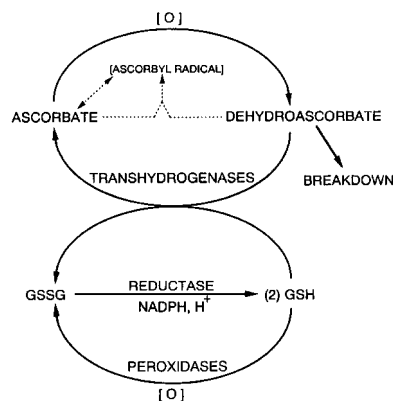 [O]
[ASCORBYL RADICAL]
ASCORBATE
DEHYDROASCORBATE
TRANSHYDROGENASES
BREAKDOWN
GSSG
REDUCTASE
NADPH, H+
(2) GSH
PEROXIDASES
[O]